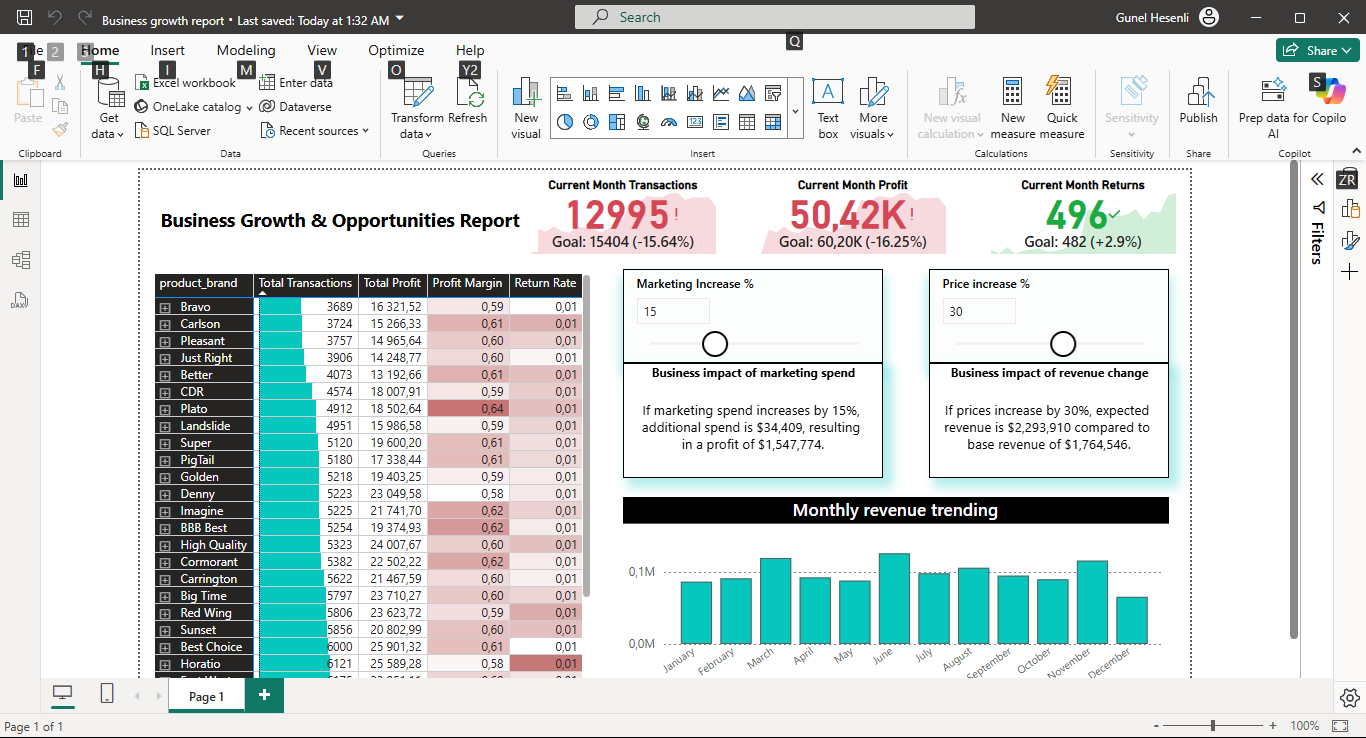 Business growth report • Last saved: Today at 1:32 AM
Search
Gunel Hesenli
Q
1 File 2 3 Home Insert Modeling View Optimize Help
Share
F H I M V O Y2
S
Paste
Clipboard
Get data
Excel workbook
OneLake catalog
SQL Server
Enter data
Dataverse
Recent sources
Data
Transform data
Refresh
Queries
New visual
123
A
Text box
More visuals
Insert
New visual calculation
New measure
Quick measure
Calculations
Sensitivity
Sensitivity
Publish
Share
Prep data for AI
Copilo
Copilot
ZR
Filters
DAX
Business Growth & Opportunities Report
Current Month Transactions
12995!
Goal: 15404 (-15.64%)
Current Month Profit
50,42K!
Goal: 60,20K (-16.25%)
Current Month Returns
496
Goal: 482 (+2.9%)
product_brand Total Transactions Total Profit Profit Margin Return Rate
Bravo 3689 16 321,52 0,59 0,01
Carlson 3724 15 266,33 0,61 0,01
Pleasant 3757 14 965,64 0,60 0,01
Just Right 3906 14 248,77 0,60 0,01
Better 4073 13 192,66 0,61 0,01
CDR 4574 18 007,91 0,59 0,01
Plato 4912 18 502,64 0,64 0,01
Landslide 4951 15 986,58 0,59 0,01
Super 5120 19 600,20 0,61 0,01
PigTail 5180 17 338,44 0,61 0,01
Golden 5218 19 403,25 0,59 0,01
Denny 5223 23 049,58 0,58 0,01
Imagine 5225 21 741,70 0,62 0,01
BBB Best 5254 19 374,93 0,62 0,01
High Quality 5323 24 007,67 0,60 0,01
Cormorant 5382 22 502,22 0,62 0,01
Carrington 5622 21 467,59 0,60 0,01
Big Time 5797 23 710,27 0,60 0,01
Red Wing 5806 23 623,72 0,59 0,01
Sunset 5856 20 802,99 0,60 0,01
Best Choice 6000 25 901,32 0,61 0,01
Horatio 6121 25 589,28 0,58 0,01
Marketing Increase %
15
Business impact of marketing spend
If marketing spend increases by 15%,
additional spend is $34,409, resulting
in a profit of $1,547,774.
Price increase %
30
Business impact of revenue change
If prices increase by 30%, expected
revenue is $2,293,910 compared to
base revenue of $1,764,546.
Monthly revenue trending
0,1M
0,0M
January February March April May June July August September October November December
Page 1
Page 1 of 1
- + 100%